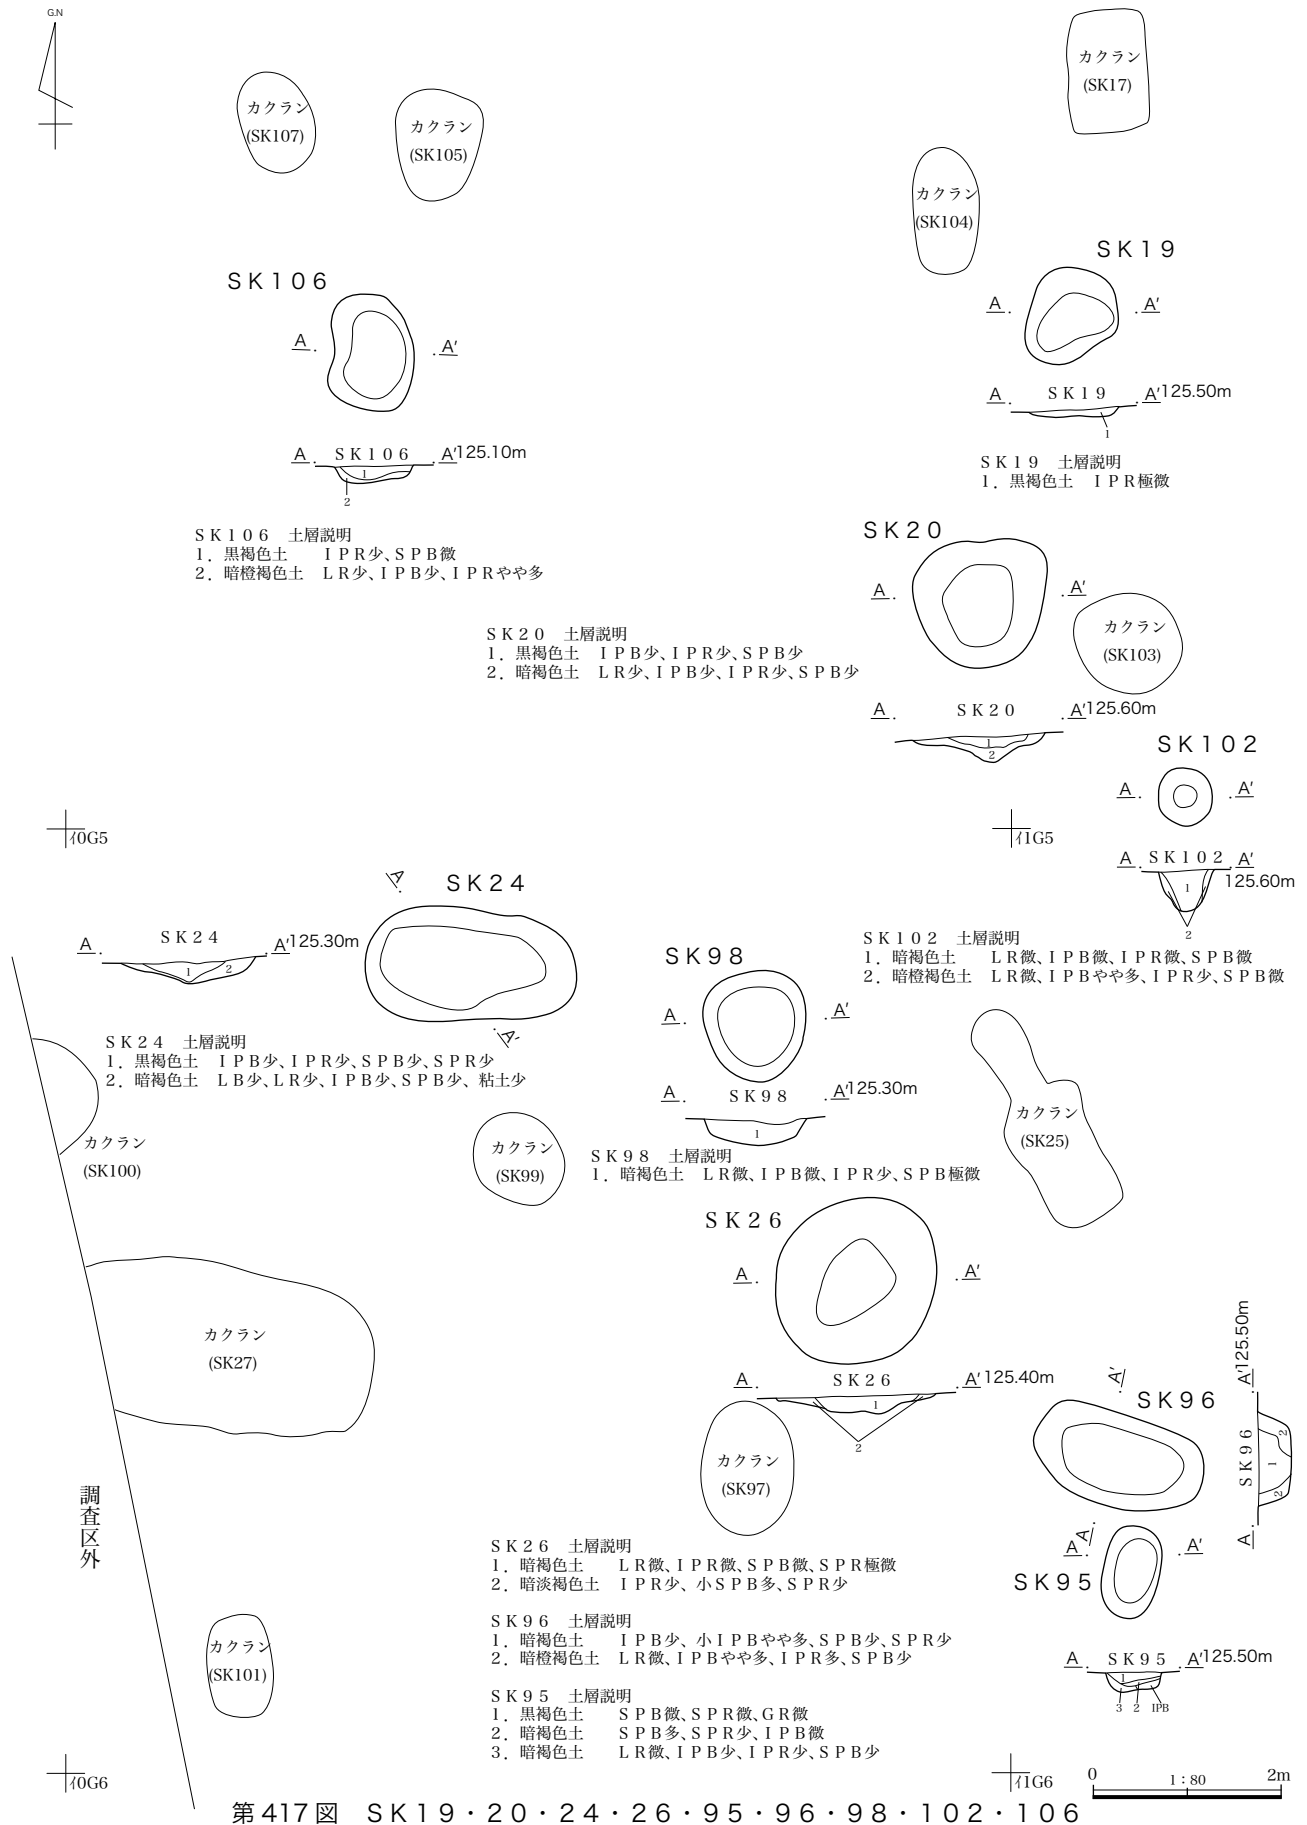 G.N
カクラン
(SK17)
カクラン
(SK107)
カクラン
(SK105)
カクラン
(SK104)
SK19
A A'
SK106
A A'
A SK19 A' 125.50m
1
A SK106 A' 125.10m
1
2
SK19 土層説明
1. 黒褐色土 IPR極微
SK106 土層説明
1. 黒褐色土 IPR少、SPB微
2. 暗橙褐色土 LR少、IPB少、IPRやや多
SK20
A A'
カクラン
(SK103)
SK20 土層説明
1. 黒褐色土 IPB少、IPR少、SPB少
2. 暗褐色土 LR少、IPB少、IPR少、SPB少
A SK20 A' 125.60m
1
2
SK102
A A'
ｲ0G5
ｲ1G5
A SK102 A'
125.60m
1
2
SK24
A
A'
A SK24 A' 125.30m
1 2
SK102 土層説明
1. 暗褐色土 LR微、IPB微、IPR微、SPB微
2. 暗橙褐色土 LR微、IPBやや多、IPR少、SPB微
SK98
A A'
SK24 土層説明
1. 黒褐色土 IPB少、IPR少、SPB少、SPR少
2. 暗褐色土 LB少、LR少、IPB少、SPB少、粘土少
A SK98 A' 125.30m
1
カクラン
(SK25)
カクラン
(SK100)
カクラン
(SK99)
SK98 土層説明
1. 暗褐色土 LR微、IPB微、IPR少、SPB極微
SK26
A A'
カクラン
(SK27)
A SK26 A' 125.40m
1
2
SK96
A'
A
A SK96 A' 125.50m
2
1
2
カクラン
(SK97)
調査区外
SK95
A A'
SK26 土層説明
1. 暗褐色土 LR微、IPR微、SPB微、SPR極微
2. 暗淡褐色土 IPR少、小SPB多、SPR少
SK96 土層説明
1. 暗褐色土 IPB少、小IPBやや多、SPB少、SPR少
2. 暗橙褐色土 LR微、IPBやや多、IPR多、SPB少
カクラン
(SK101)
A SK95 A' 125.50m
1
3 2 IPB
SK95 土層説明
1. 黒褐色土 SPB微、SPR微、GR微
2. 暗褐色土 SPB多、SPR少、IPB微
3. 暗褐色土 LR微、IPB少、IPR少、SPB少
ｲ0G6
ｲ1G6
0 1：80 2m
第417図 SK19・20・24・26・95・96・98・102・106